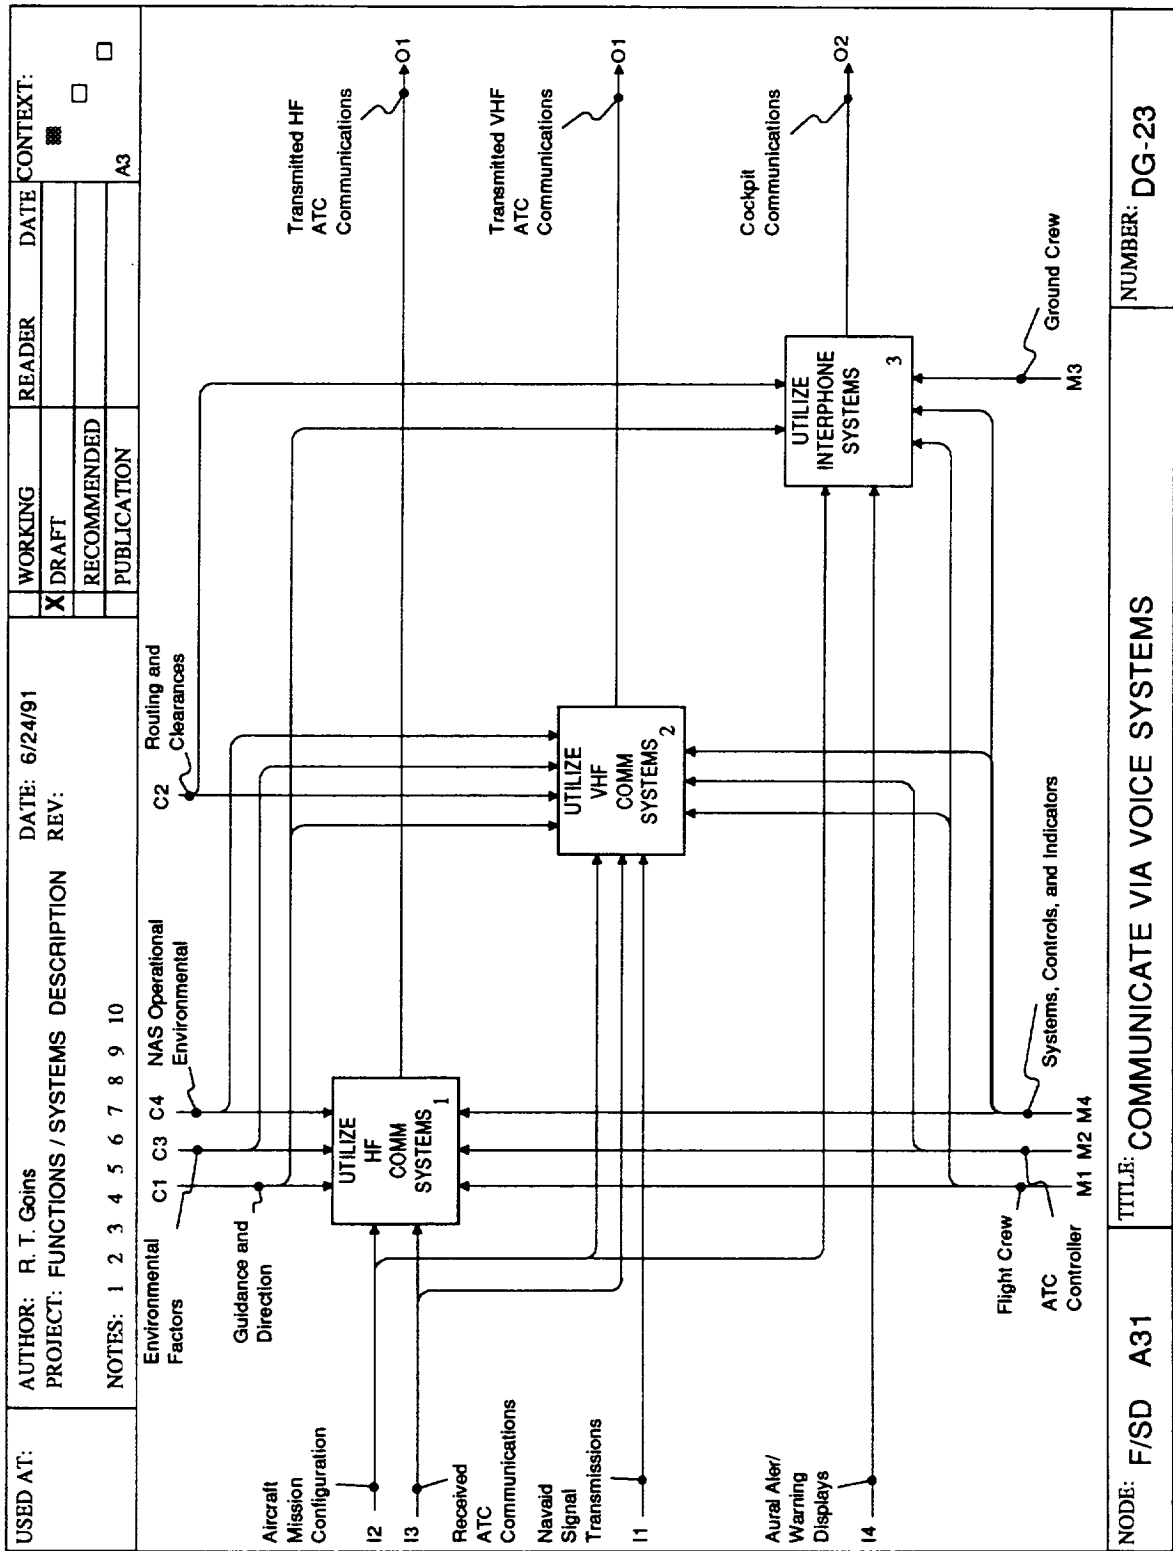 USED AT:
AUTHOR: R. T. Goins
DATE: 6/24/91
PROJECT: FUNCTIONS / SYSTEMS DESCRIPTION
REV:
NOTES: 1 2 3 4 5 6 7 8 9 10
WORKING
X DRAFT
RECOMMENDED
PUBLICATION
READER
DATE
CONTEXT:
A3
Environmental
Factors
C1
C3
C4
NAS Operational
Environmental
C2
Routing and
Clearances
Guidance and
Direction
Aircraft
Mission
Configuration
I2
I3
Received
ATC
Communications
Navaid
Signal
Transmissions
I1
Aural Aler/
Warning
Displays
I4
UTILIZE
HF
COMM
SYSTEMS
1
UTILIZE
VHF
COMM
SYSTEMS
2
UTILIZE
INTERPHONE
SYSTEMS
3
Transmitted HF
ATC
Communications
O1
Transmitted VHF
ATC
Communications
O1
Cockpit
Communications
O2
Flight Crew
ATC
Controller
M1 M2 M4
Systems, Controls, and Indicators
Ground Crew
M3
NODE: F/SD A31
TITLE: COMMUNICATE VIA VOICE SYSTEMS
NUMBER: DG-23